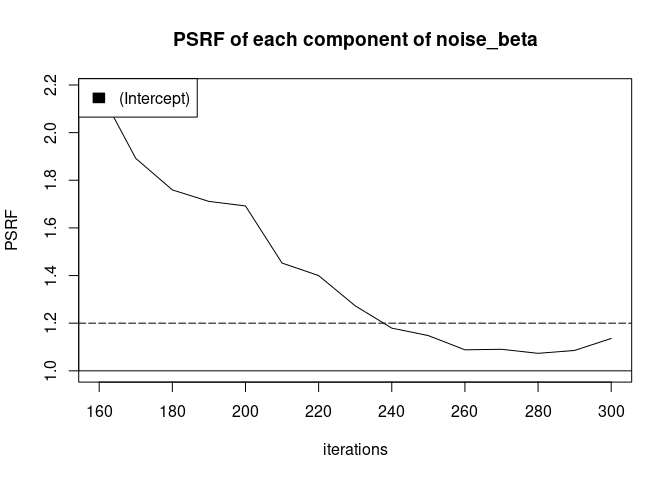 PSRF of each component of noise_beta
(Intercept)
PSRF
2.2
2.0
1.8
1.6
1.4
1.2
1.0
160 180 200 220 240 260 280 300
iterations